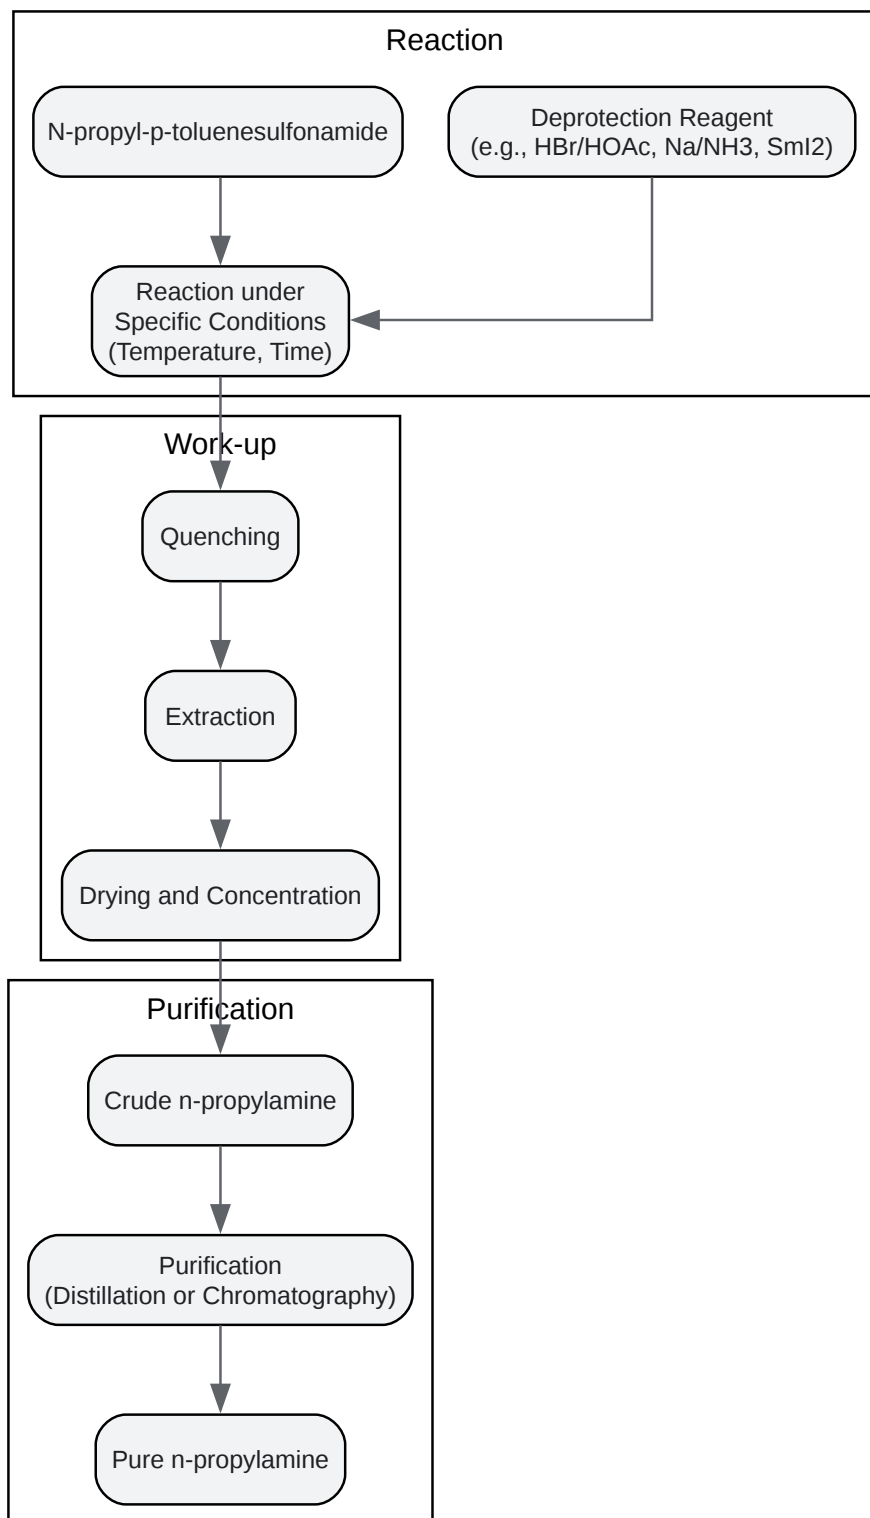 Reaction
N-propyl-p-toluenesulfonamide
Deprotection Reagent
(e.g., HBr/HOAc, Na/NH3, SmI2)
Reaction under
Specific Conditions
(Temperature, Time)
Work-up
Quenching
Extraction
Drying and Concentration
Purification
Crude n-propylamine
Purification
(Distillation or Chromatography)
Pure n-propylamine